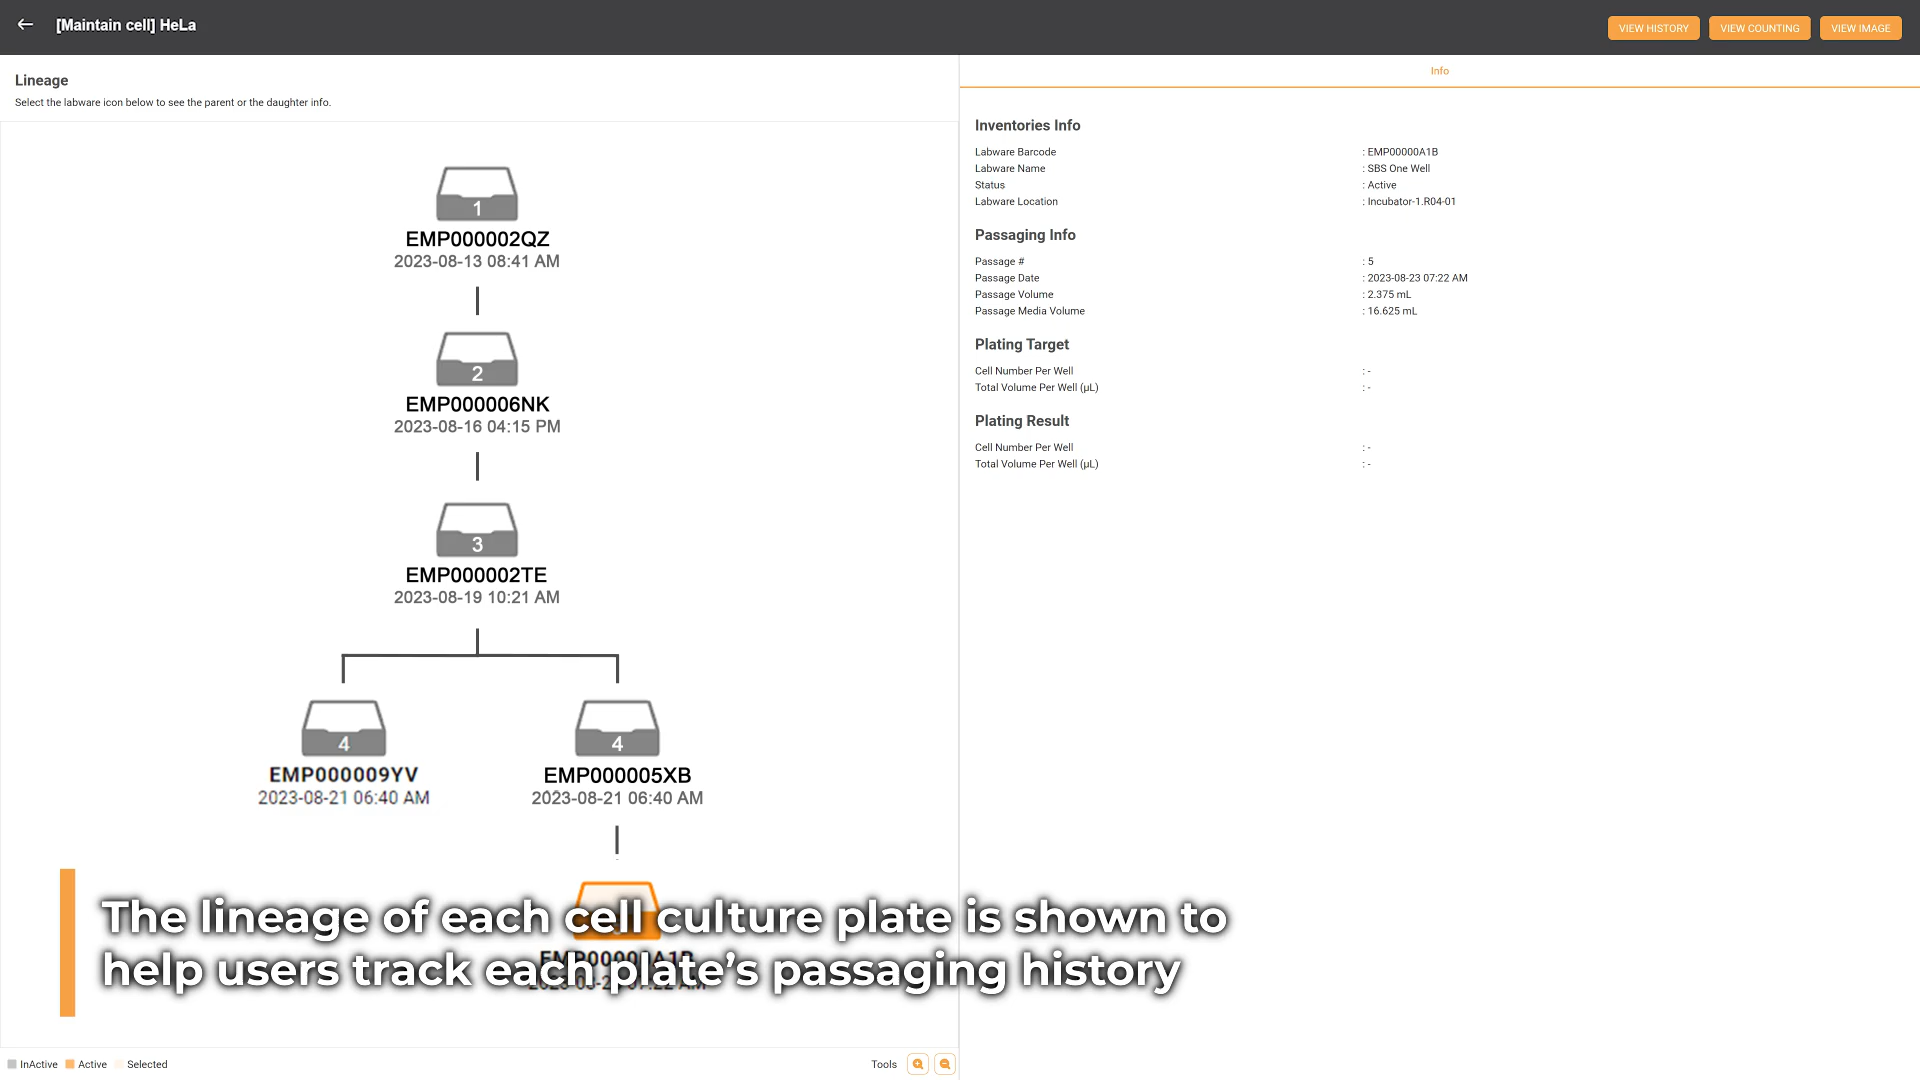 [Maintain cell] HeLa
VIEW HISTORY
VIEW COUNTING
VIEW IMAGE
Lineage
Select the labware icon below to see the parent or the daughter info.
1
EMP000002QZ
2023-08-13 08:41 AM
2
EMP000006NK
2023-08-16 04:15 PM
3
EMP000002TE
2023-08-19 10:21 AM
4
EMP000009YV
2023-08-21 06:40 AM
4
EMP000005XB
2023-08-21 06:40 AM
The lineage of each cell culture plate is shown to
help users track each plate’s passaging history
InActive
Active
Selected
Tools
Info
Inventories Info
Labware Barcode : EMP00000A1B
Labware Name : SBS One Well
Status : Active
Labware Location : Incubator-1.R04-01
Passaging Info
Passage # : 5
Passage Date : 2023-08-23 07:22 AM
Passage Volume : 2.375 mL
Passage Media Volume : 16.625 mL
Plating Target
Cell Number Per Well : -
Total Volume Per Well (µL) : -
Plating Result
Cell Number Per Well : -
Total Volume Per Well (µL) : -